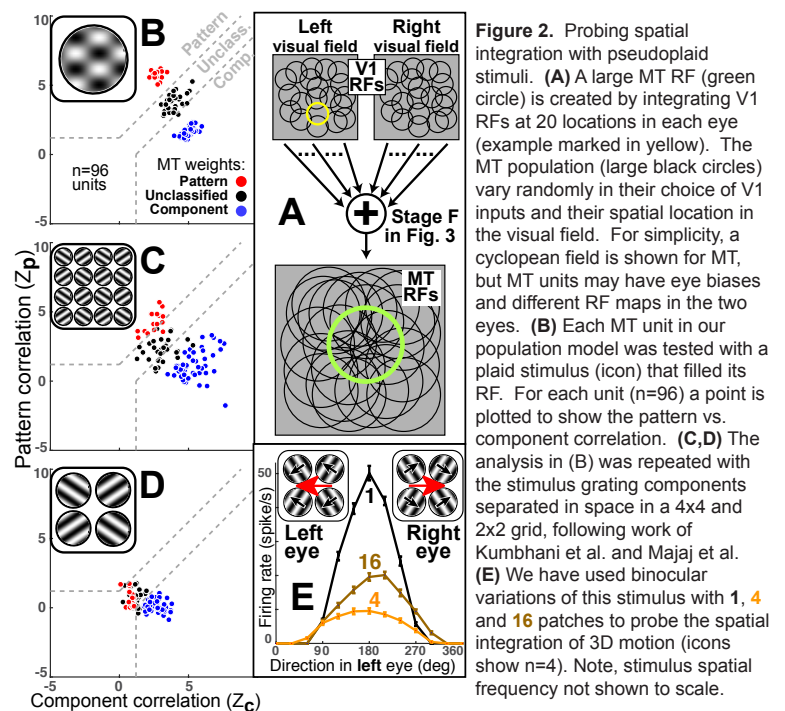 10
5
0
-5
B
Pattern
Unclass.
Comp.
n=96
units
MT weights:
Pattern
Unclassified
Component
10
5
0
-5
C
Pattern correlation (Zp)
10
5
0
-5
D
-5
0
5
Component correlation (Zc)
Left
visual field
Right
visual field
V1
RFs
... ...
... ...
A
+
Stage F
in Fig. 3
MT
RFs
50
0
Firing rate (spike/s)
Left
eye
Right
eye
1
16
4
E
0
90
180
270
360
Direction in left eye (deg)
Figure 2. Probing spatial
integration with pseudoplaid
stimuli. (A) A large MT RF (green
circle) is created by integrating V1
RFs at 20 locations in each eye
(example marked in yellow). The
MT population (large black circles)
vary randomly in their choice of V1
inputs and their spatial location in
the visual field. For simplicity, a
cyclopean field is shown for MT,
but MT units may have eye biases
and different RF maps in the two
eyes. (B) Each MT unit in our
population model was tested with a
plaid stimulus (icon) that filled its
RF. For each unit (n=96) a point is
plotted to show the pattern vs.
component correlation. (C,D) The
analysis in (B) was repeated with
the stimulus grating components
separated in space in a 4x4 and
2x2 grid, following work of
Kumbhani et al. and Majaj et al.
(E) We have used binocular
variations of this stimulus with 1, 4
and 16 patches to probe the spatial
integration of 3D motion (icons
show n=4). Note, stimulus spatial
frequency not shown to scale.